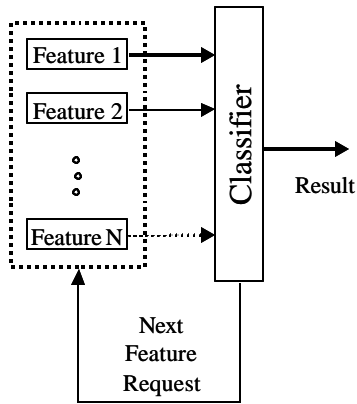 Feature 1
Feature 2
Feature N
Classifier
Result
Next
Feature
Request